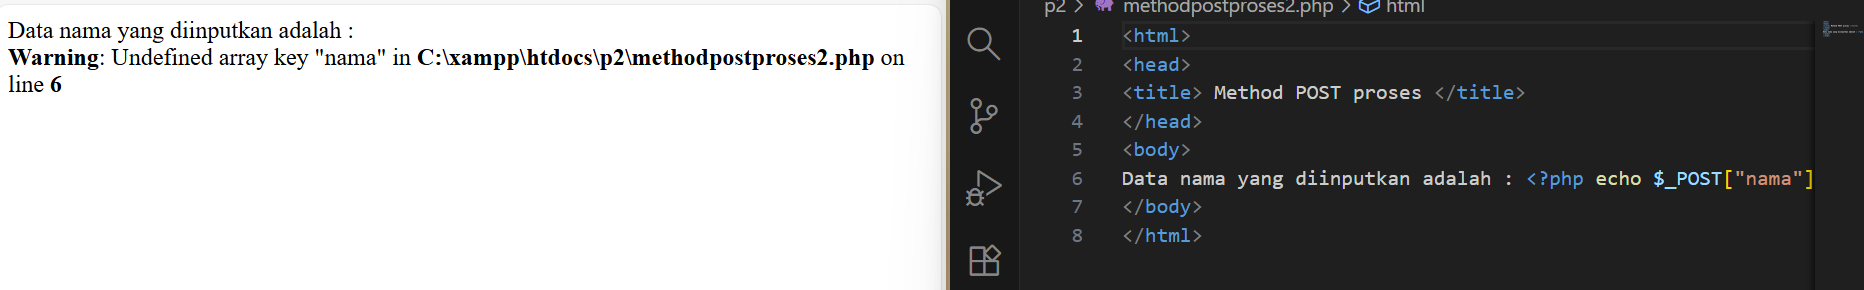 Data nama yang diinputkan adalah :
Warning: Undefined array key "nama" in C:\xampp\htdocs\p2\methodpostproses2.php on
line 6
p2 > methodpostproses2.php > html
1 <html>
2 <head>
3 <title> Method POST proses </title>
4 </head>
5 <body>
6 Data nama yang diinputkan adalah : <?php echo $_POST["nama"]
7 </body>
8 </html>